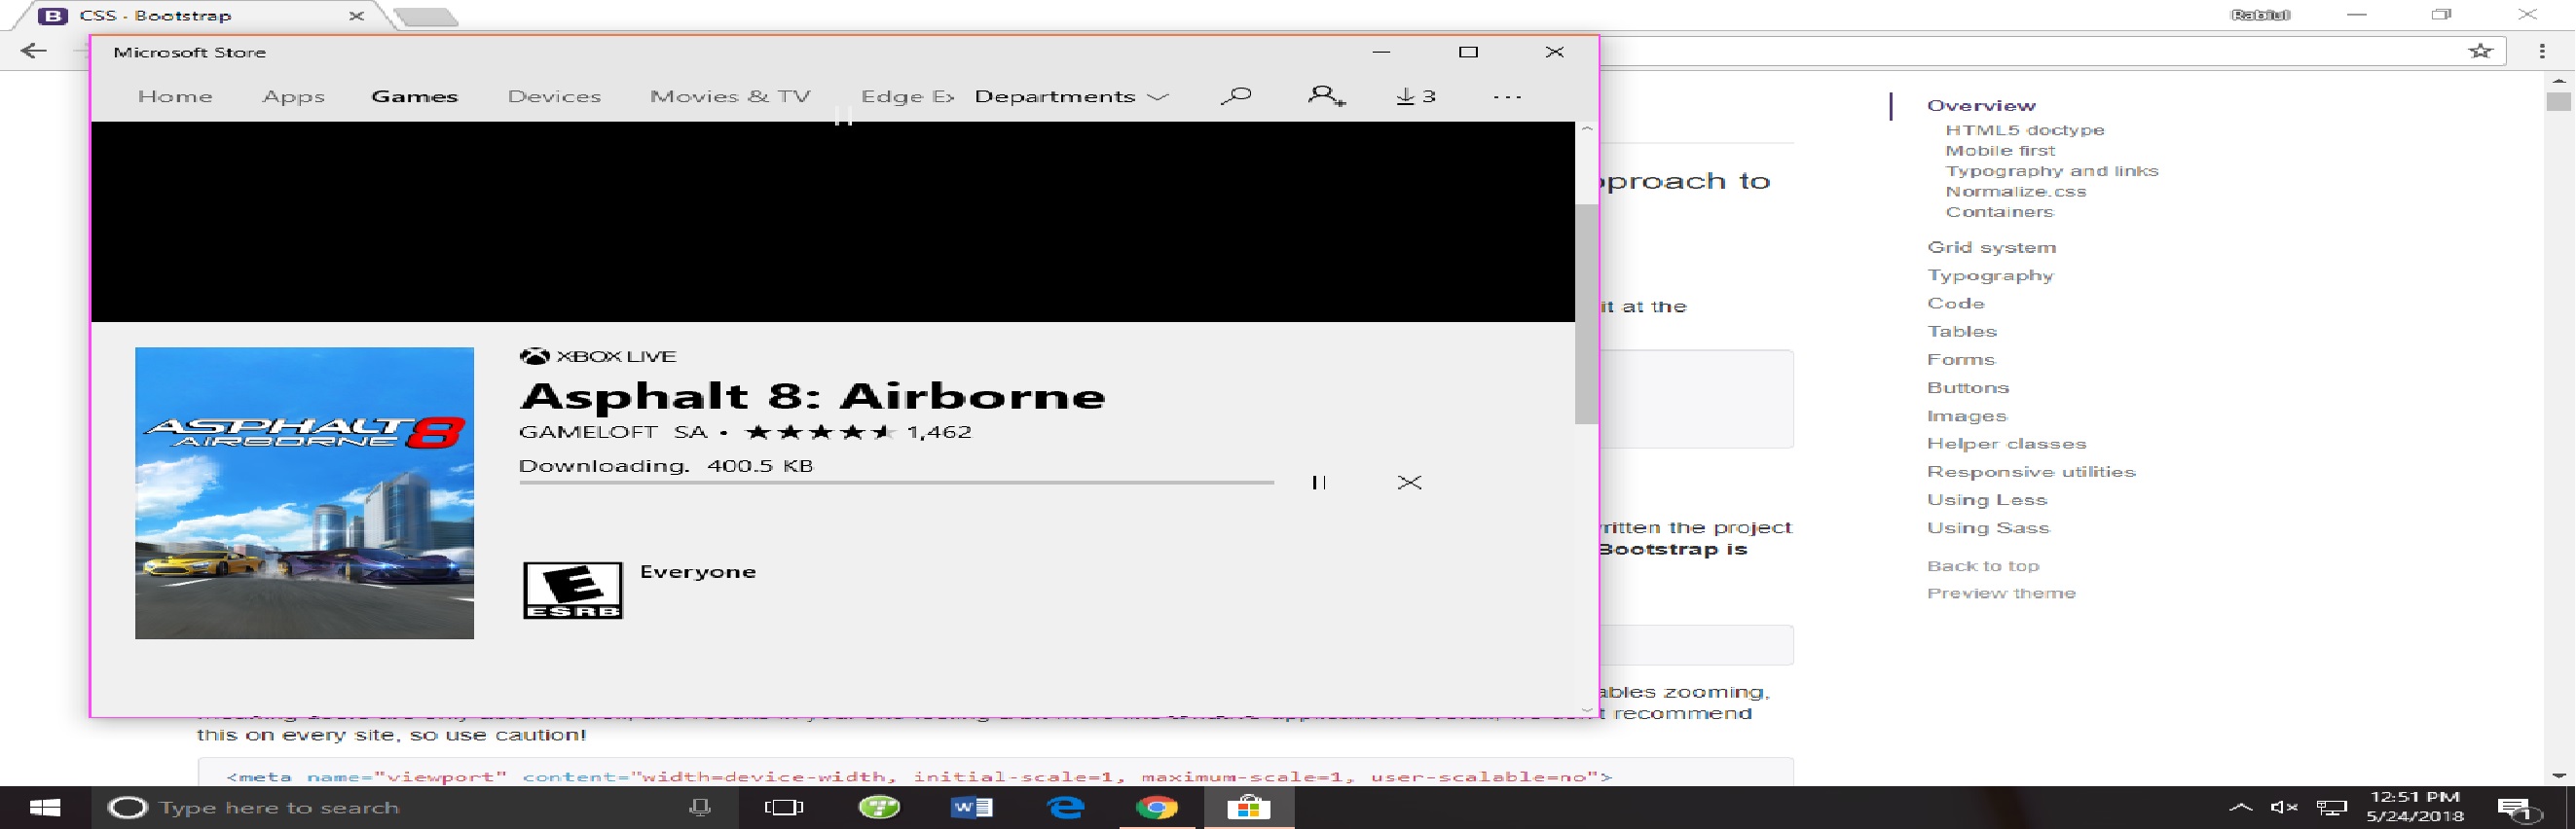 CSS · Bootstrap
Rabiul
Microsoft Store
Home Apps Games Devices Movies & TV Edge Ex Departments 3
XBOX LIVE
Asphalt 8: Airborne
GAMELOFT SA • 1,462
Downloading. 400.5 KB
ASPHALT 8
AIRBORNE
E
ESRB
Everyone
pproach to
it at the
ritten the project
Bootstrap is
ables zooming,
t recommend
this on every site, so use caution!
<meta name="viewport" content="width=device-width, initial-scale=1, maximum-scale=1, user-scalable=no">
Overview
HTML5 doctype
Mobile first
Typography and links
Normalize.css
Containers
Grid system
Typography
Code
Tables
Forms
Buttons
Images
Helper classes
Responsive utilities
Using Less
Using Sass
Back to top
Preview theme
Type here to search
12:51 PM
5/24/2018
1